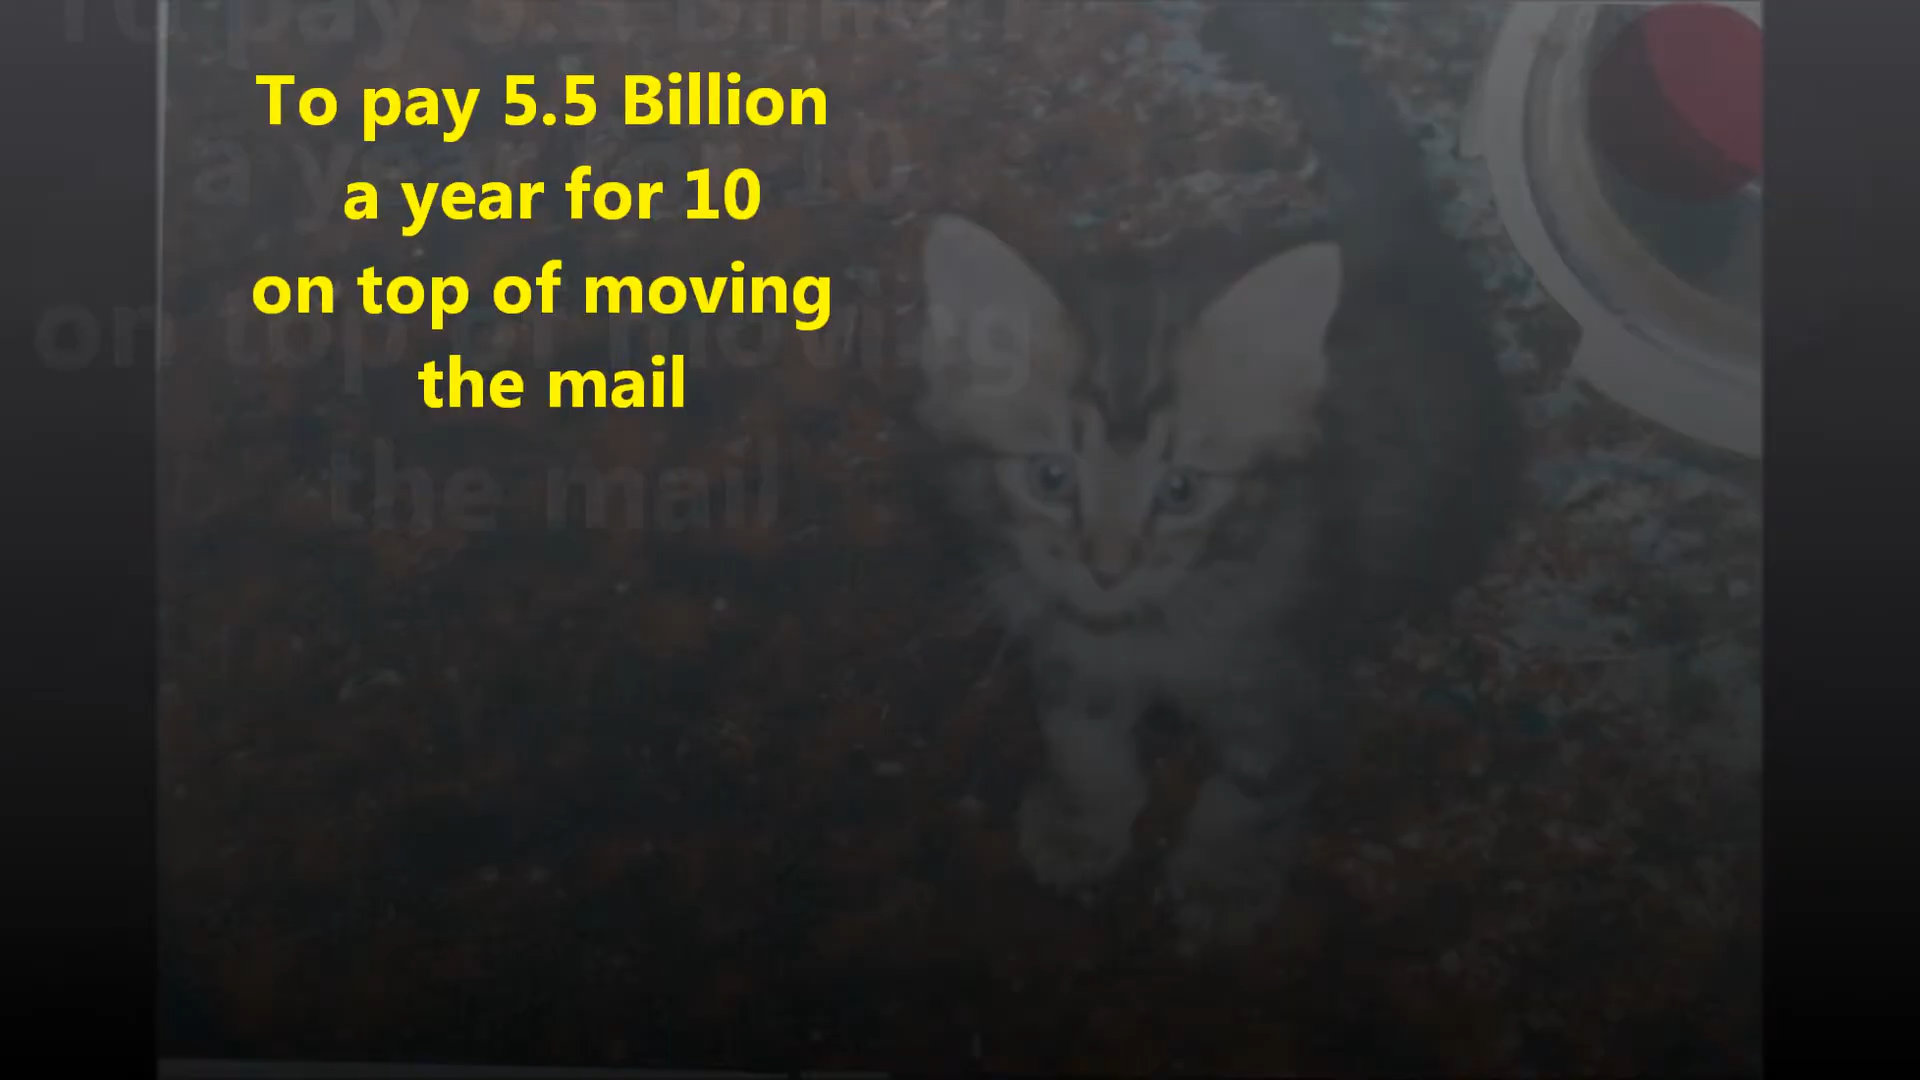 To pay 5.5 Billion
a year for 10
on top of moving
the mail